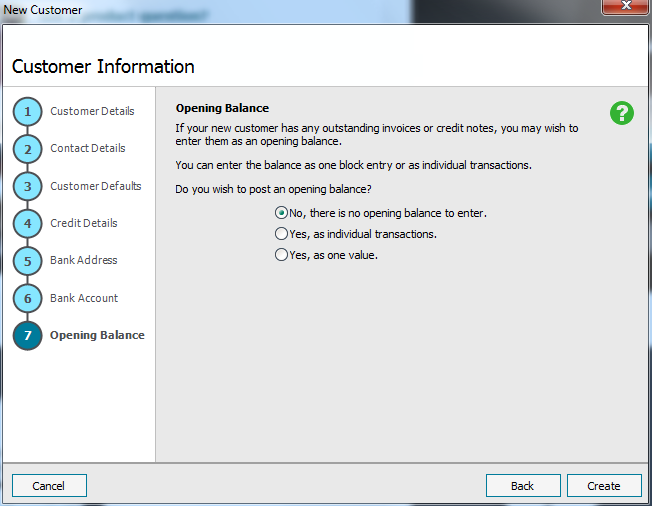 New Customer
Customer Information
1 Customer Details
2 Contact Details
3 Customer Defaults
4 Credit Details
5 Bank Address
6 Bank Account
7 Opening Balance
Opening Balance
?
If your new customer has any outstanding invoices or credit notes, you may wish to
enter them as an opening balance.
You can enter the balance as one block entry or as individual transactions.
Do you wish to post an opening balance?
No, there is no opening balance to enter.
Yes, as individual transactions.
Yes, as one value.
Cancel
Back
Create